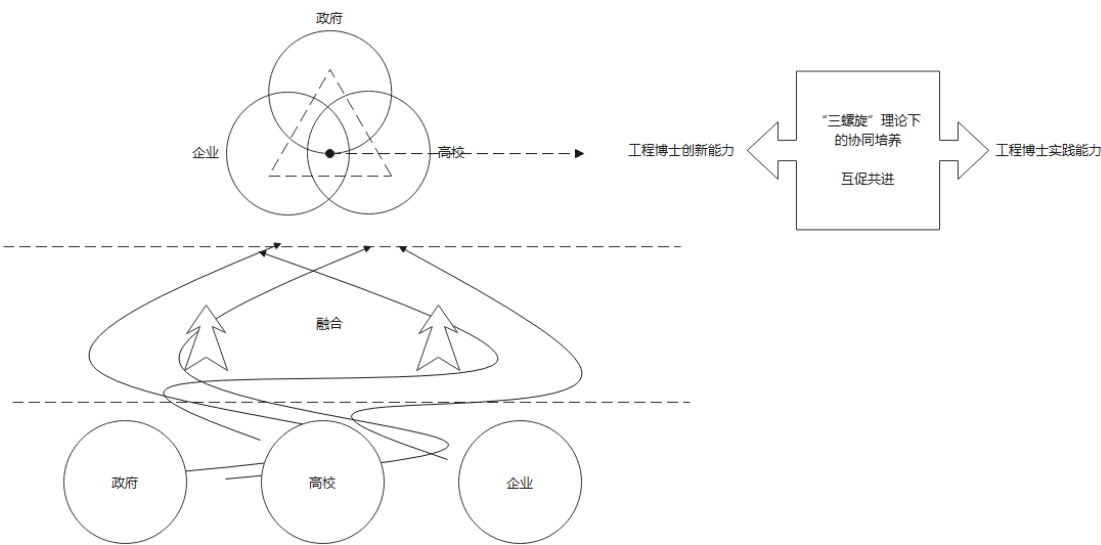 政府
企业
高校
工程博士创新能力
“三螺旋”理论下
的协同培养
互促共进
工程博士实践能力
融合
政府
高校
企业